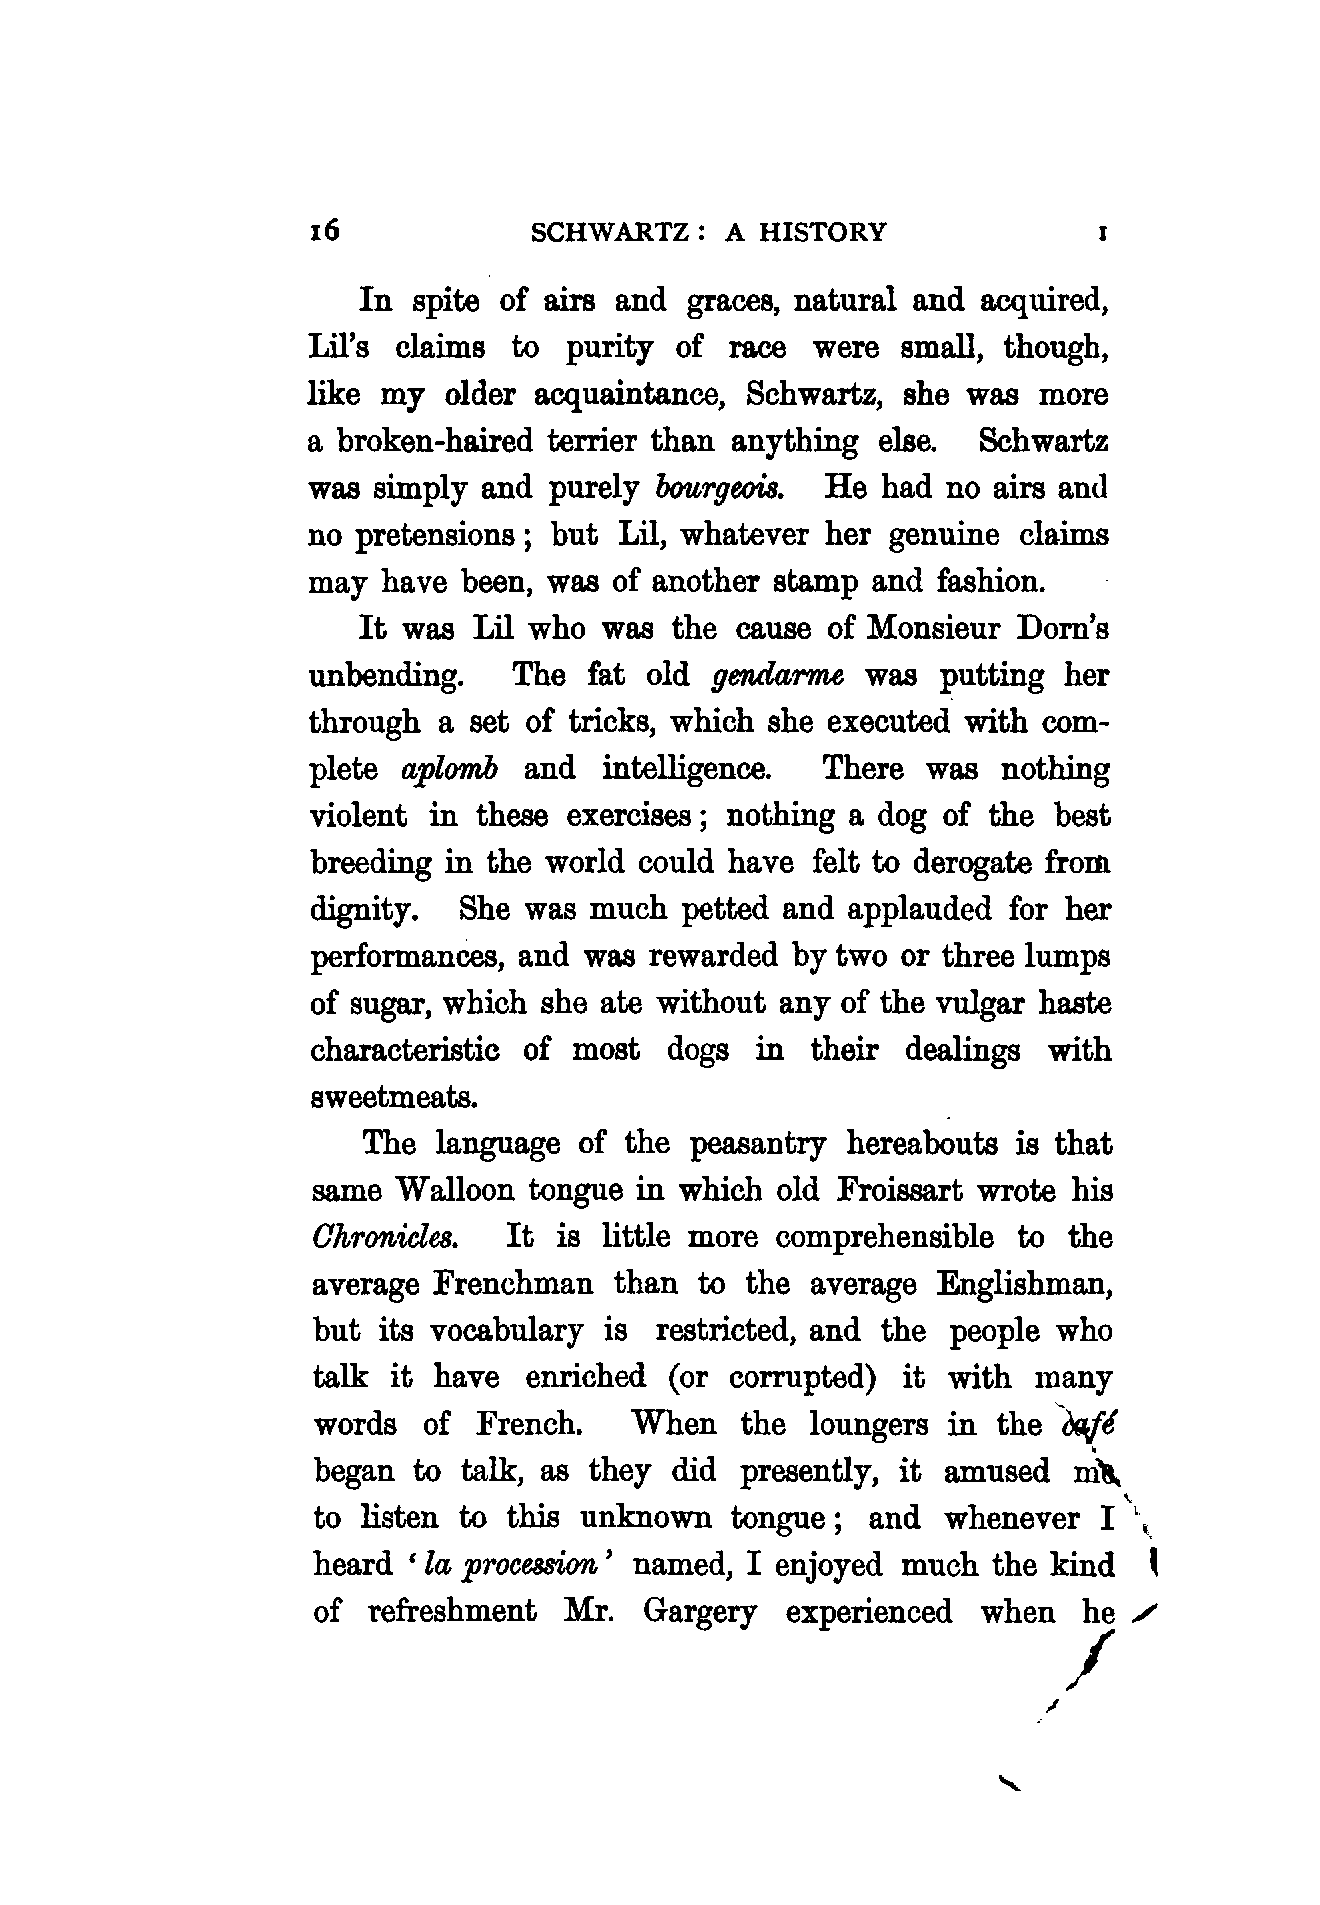 16 SCHWARTZ: A HISTORY I
In spite of airs and graces, natural and acquired,
Lil's claims to purity of race were small, though,
like my older acquaintance, Schwartz, she was more
a broken-haired terrier than anything else. Schwartz
was simply and purely bourgeois. He had no airs and
no pretensions; but Lil, whatever her genuine claims
may have been, was of another stamp and fashion.
It was Lil who was the cause of Monsieur Dorn's
unbending. The fat old gendarme was putting her
through a set of tricks, which she executed with com-
plete aplomb and intelligence. There was nothing
violent in these exercises; nothing a dog of the best
breeding in the world could have felt to derogate from
dignity. She was much petted and applauded for her
performances, and was rewarded by two or three lumps
of sugar, which she ate without any of the vulgar haste
characteristic of most dogs in their dealings with
sweetmeats.
The language of the peasantry hereabouts is that
same Walloon tongue in which old Froissart wrote his
Chronicles. It is little more comprehensible to the
average Frenchman than to the average Englishman,
but its vocabulary is restricted, and the people who
talk it have enriched (or corrupted) it with many
words of French. When the loungers in the café
began to talk, as they did presently, it amused me
to listen to this unknown tongue; and whenever I
heard 'la procession' named, I enjoyed much the kind
of refreshment Mr. Gargery experienced when he